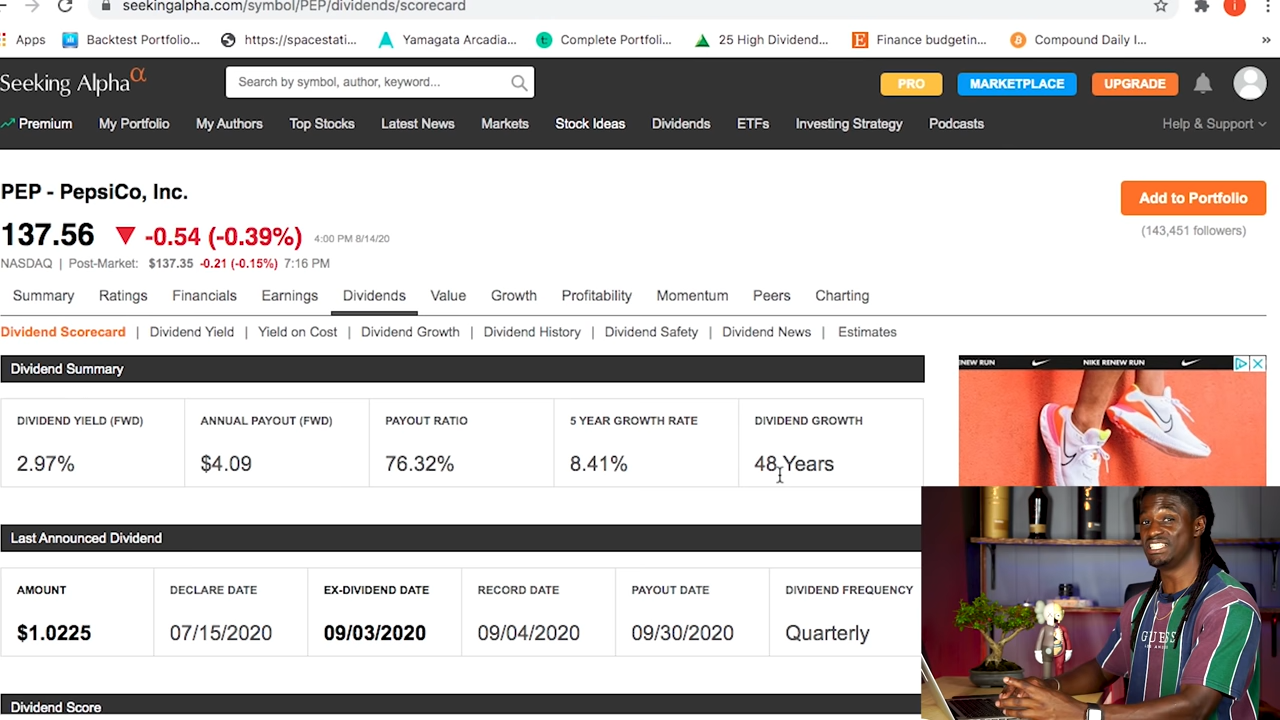 seekingalpha.com/symbol/PEP/dividends/scorecard
i
Apps Backtest Portfolio... https://spacestati... Yamagata Arcadia... Complete Portfoli... 25 High Dividend... Finance budgetin... Compound Daily I... »
Seeking Alpha α
Search by symbol, author, keyword...
PRO MARKETPLACE UPGRADE
Premium My Portfolio My Authors Top Stocks Latest News Markets Stock Ideas Dividends ETFs Investing Strategy Podcasts Help & Support
PEP - PepsiCo, Inc.
Add to Portfolio
137.56 ▼ -0.54 (-0.39%) 4:00 PM 8/14/20
(143,451 followers)
NASDAQ | Post-Market: $137.35 -0.21 (-0.15%) 7:16 PM
Summary Ratings Financials Earnings Dividends Value Growth Profitability Momentum Peers Charting
Dividend Scorecard | Dividend Yield | Yield on Cost | Dividend Growth | Dividend History | Dividend Safety | Dividend News | Estimates
Dividend Summary
NEW RUN NIKE RENEW RUN
DIVIDEND YIELD (FWD) ANNUAL PAYOUT (FWD) PAYOUT RATIO 5 YEAR GROWTH RATE DIVIDEND GROWTH
2.97% $4.09 76.32% 8.41% 48 Years
Last Announced Dividend
AMOUNT DECLARE DATE EX-DIVIDEND DATE RECORD DATE PAYOUT DATE DIVIDEND FREQUENCY
$1.0225 07/15/2020 09/03/2020 09/04/2020 09/30/2020 Quarterly
GUESS
LOS ANGELES
Dividend Score